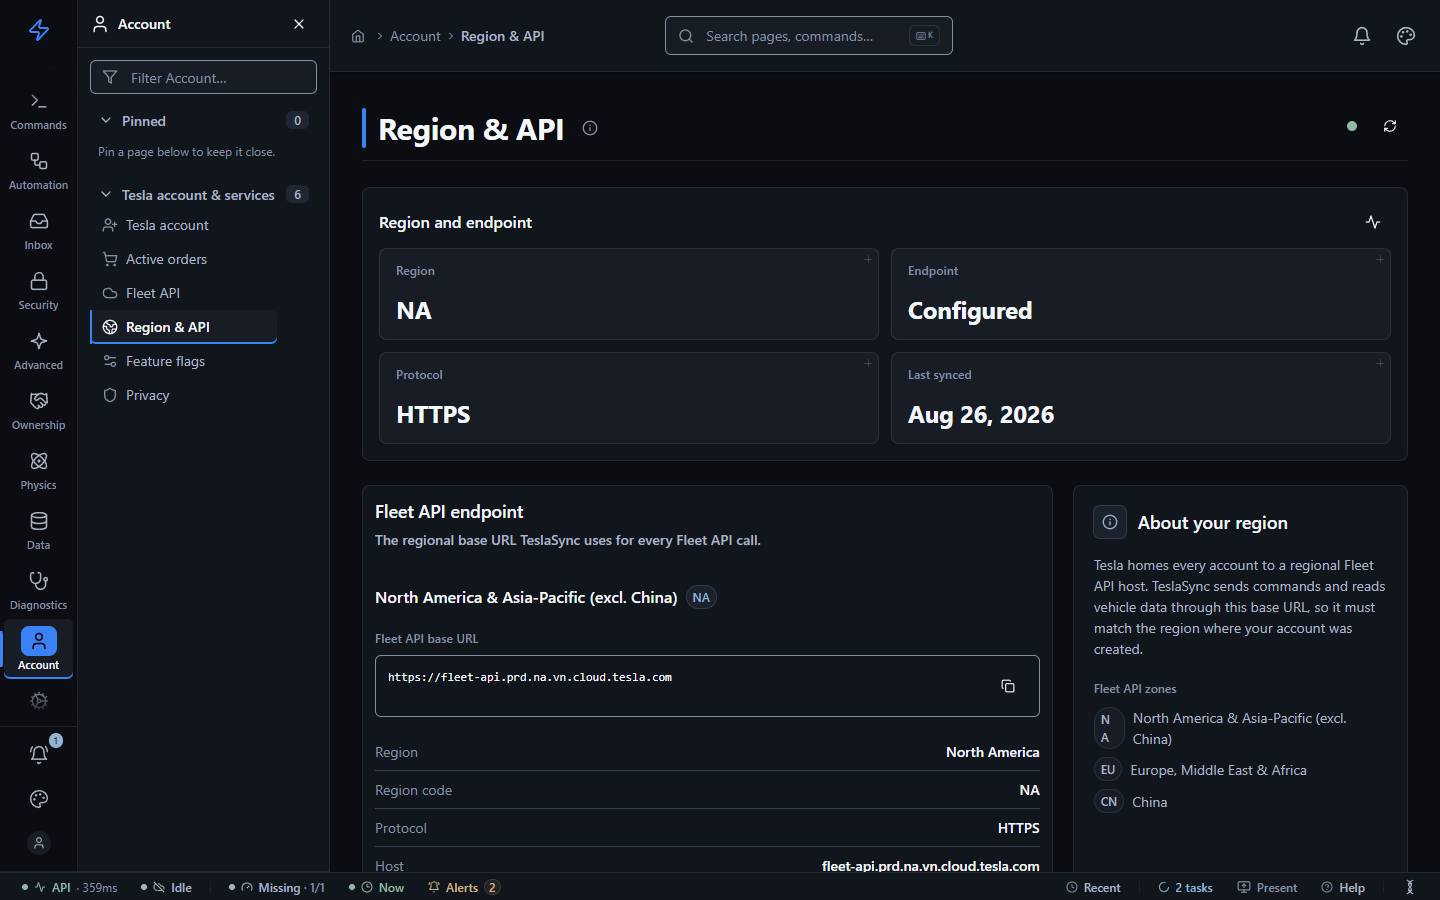 Account
Filter Account...
Pinned
0
Pin a page below to keep it close.
Tesla account & services
6
Tesla account
Active orders
Fleet API
Region & API
Feature flags
Privacy
Commands
Automation
Inbox
Security
Advanced
Ownership
Physics
Data
Diagnostics
Account
1
Account
Region & API
Search pages, commands...
K
Region & API
Region and endpoint
Region
NA
Endpoint
Configured
Protocol
HTTPS
Last synced
Aug 26, 2026
Fleet API endpoint
The regional base URL TeslaSync uses for every Fleet API call.
North America & Asia-Pacific (excl. China) NA
Fleet API base URL
https://fleet-api.prd.na.vn.cloud.tesla.com
Region North America
Region code NA
Protocol HTTPS
Host fleet-api.prd.na.vn.cloud.tesla.com
About your region
Tesla homes every account to a regional Fleet
API host. TeslaSync sends commands and reads
vehicle data through this base URL, so it must
match the region where your account was
created.
Fleet API zones
NA North America & Asia-Pacific (excl.
China)
EU Europe, Middle East & Africa
CN China
API · 359ms
Idle
Missing · 1/1
Now
Alerts 2
Recent
2 tasks
Present
Help